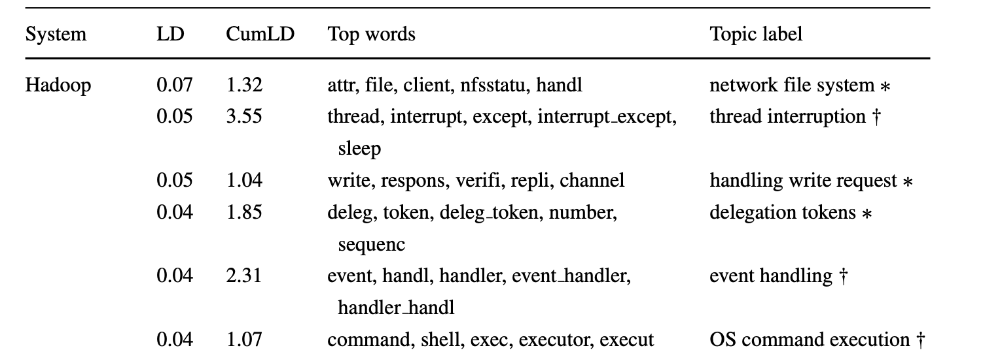 System LD CumLD Top words Topic label
Hadoop 0.07 1.32 attr, file, client, nfsstatu, handl network file system ∗
0.05 3.55 thread, interrupt, except, interrupt_except, thread interruption †
sleep
0.05 1.04 write, respons, verifi, repli, channel handling write request ∗
0.04 1.85 deleg, token, deleg_token, number, delegation tokens ∗
sequenc
0.04 2.31 event, handl, handler, event_handler, event handling †
handler_handl
0.04 1.07 command, shell, exec, executor, execut OS command execution †